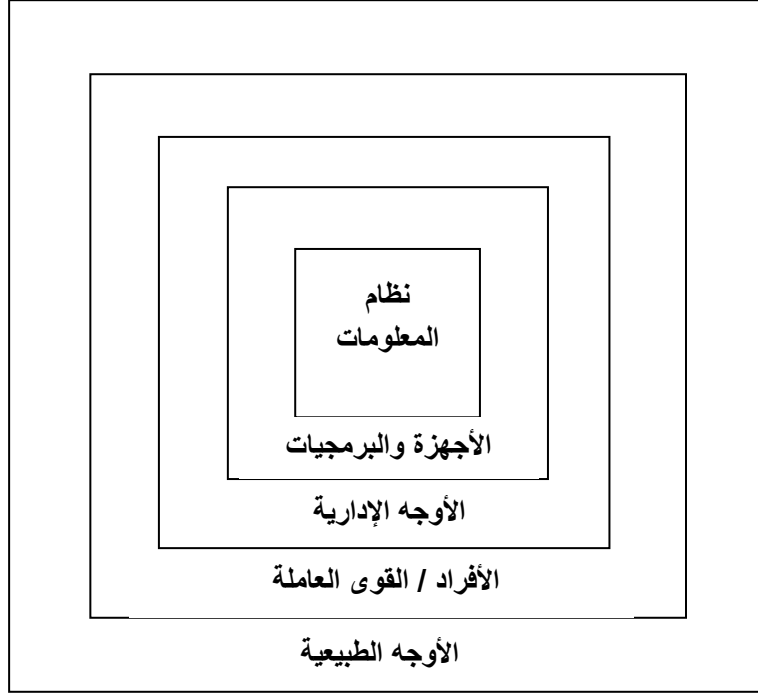 نظام
المعلومات
الأجهزة والبرمجيات
الأوجه الإدارية
الأفراد / القوى العاملة
الأوجه الطبيعية